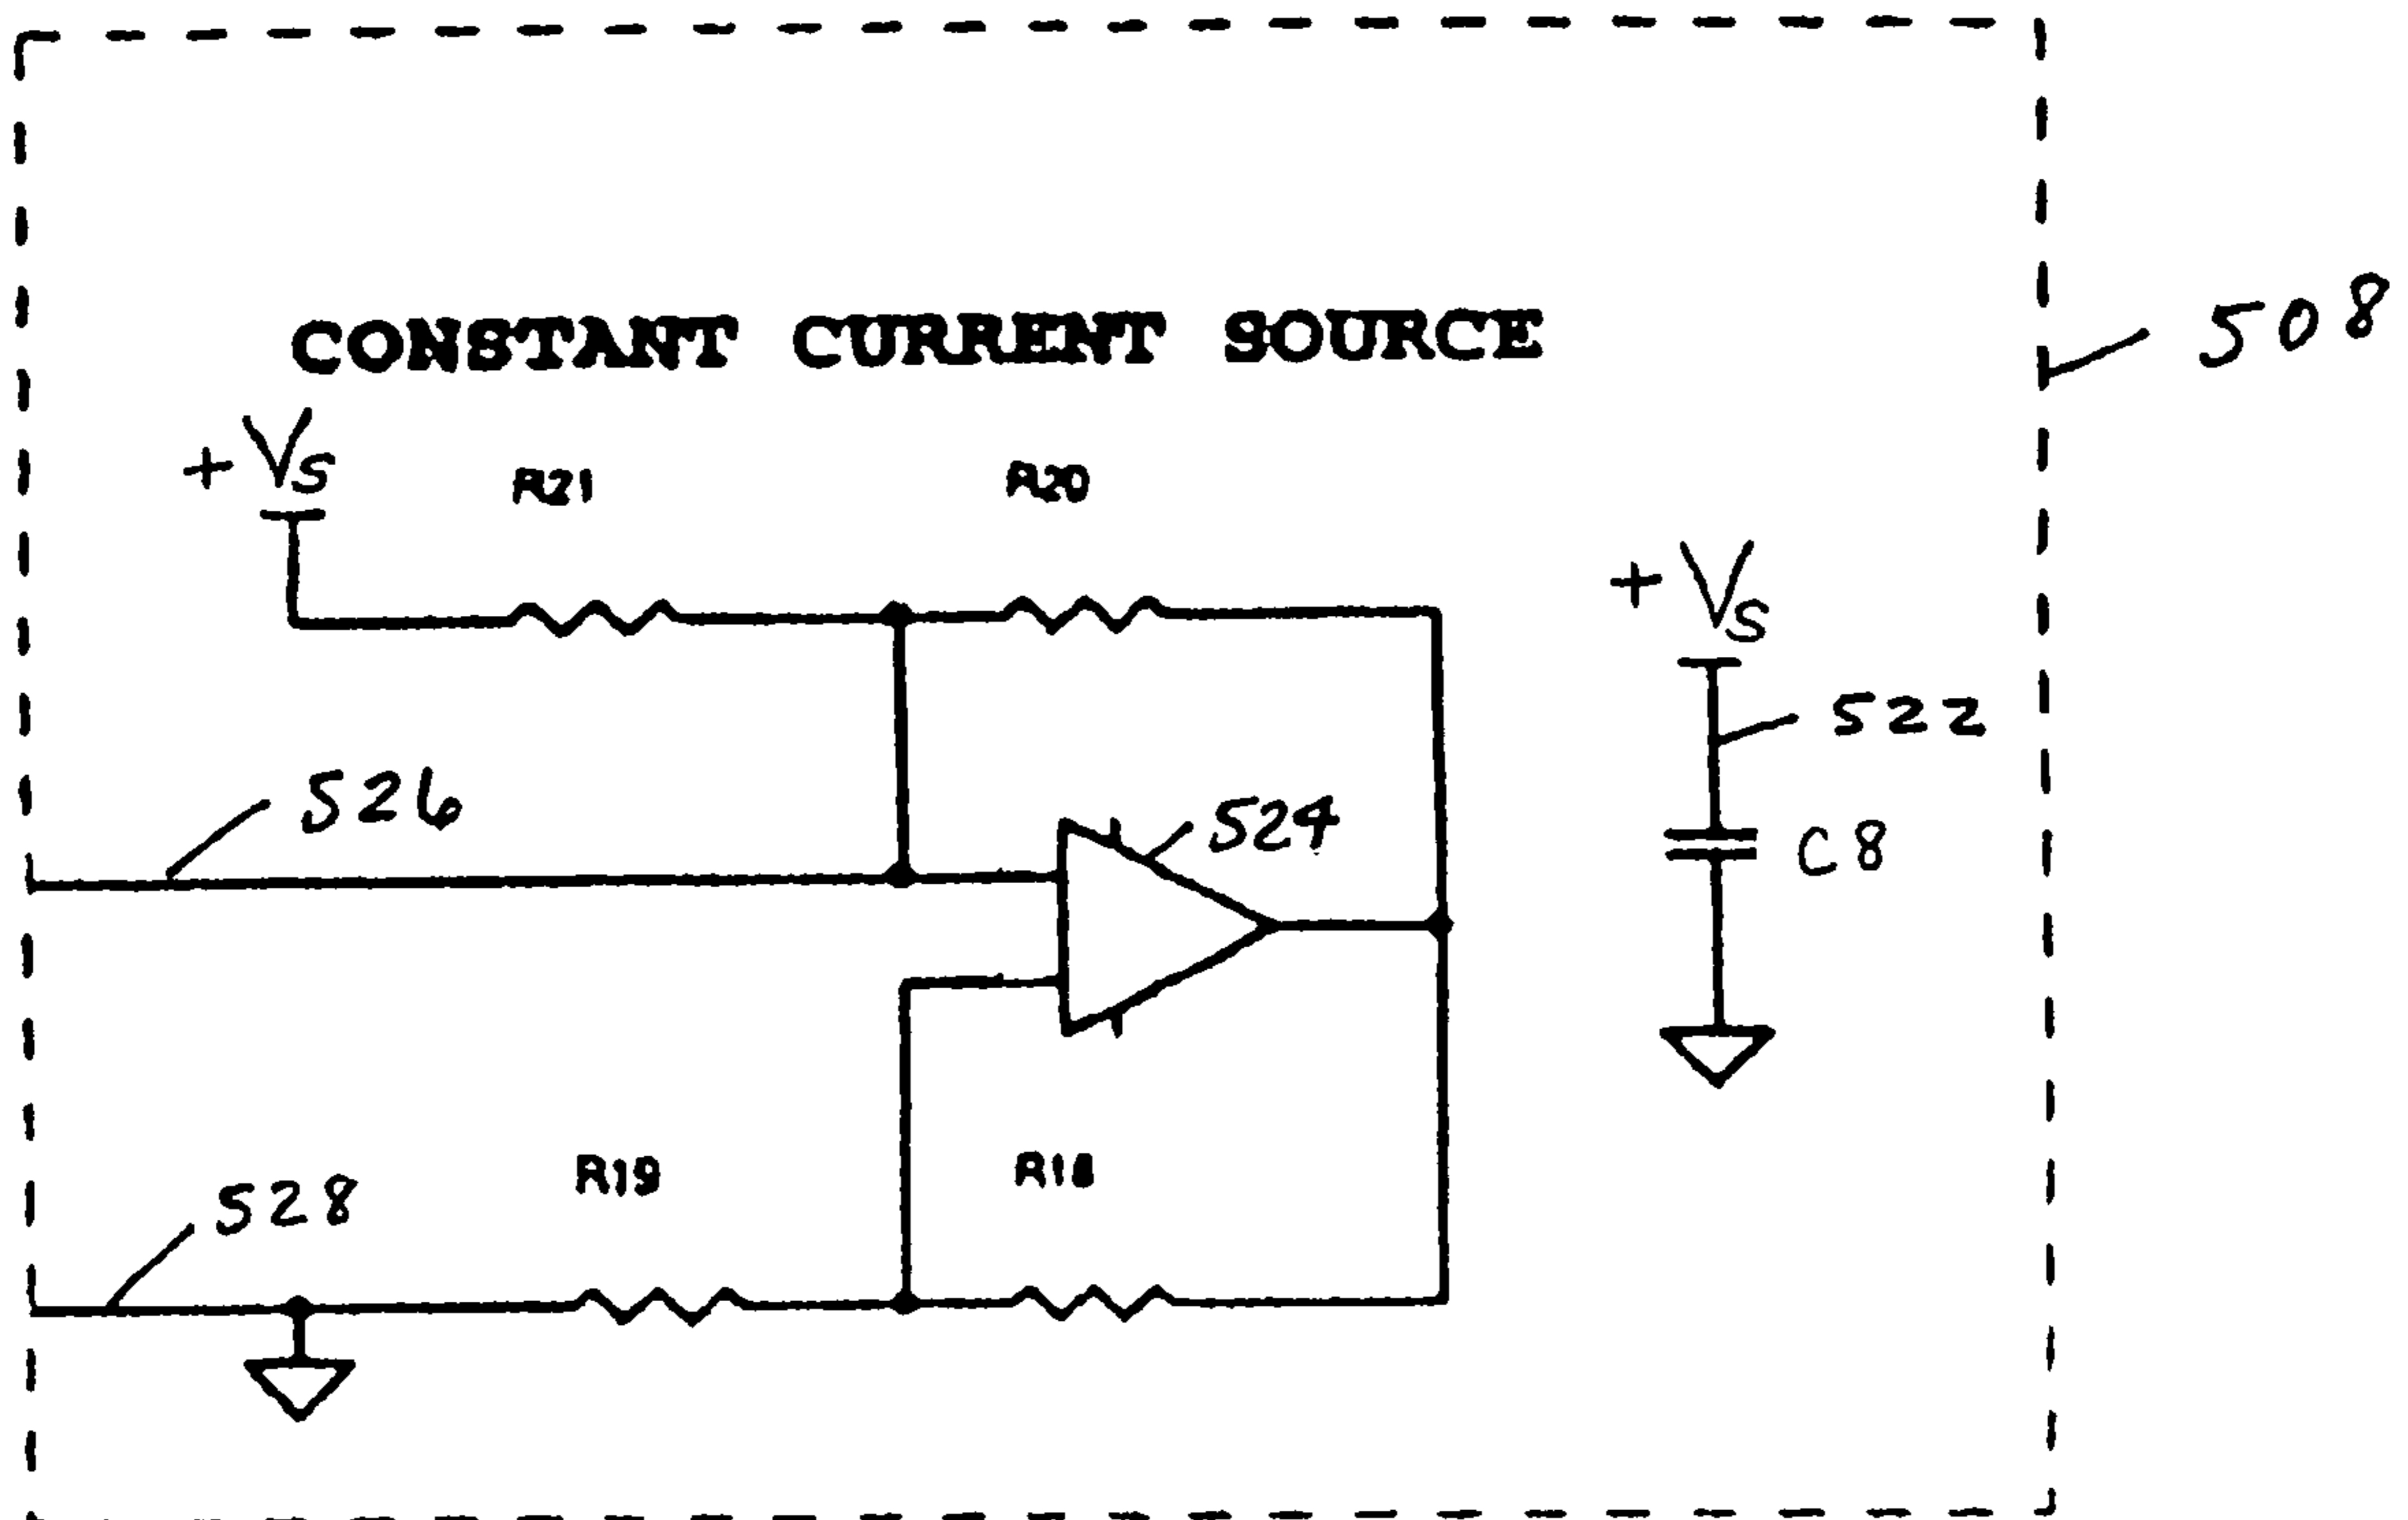 508
CONSTANT CURRENT SOURCE
+Vs
R21
R20
+Vs
522
526
524
C8
R19
R18
528